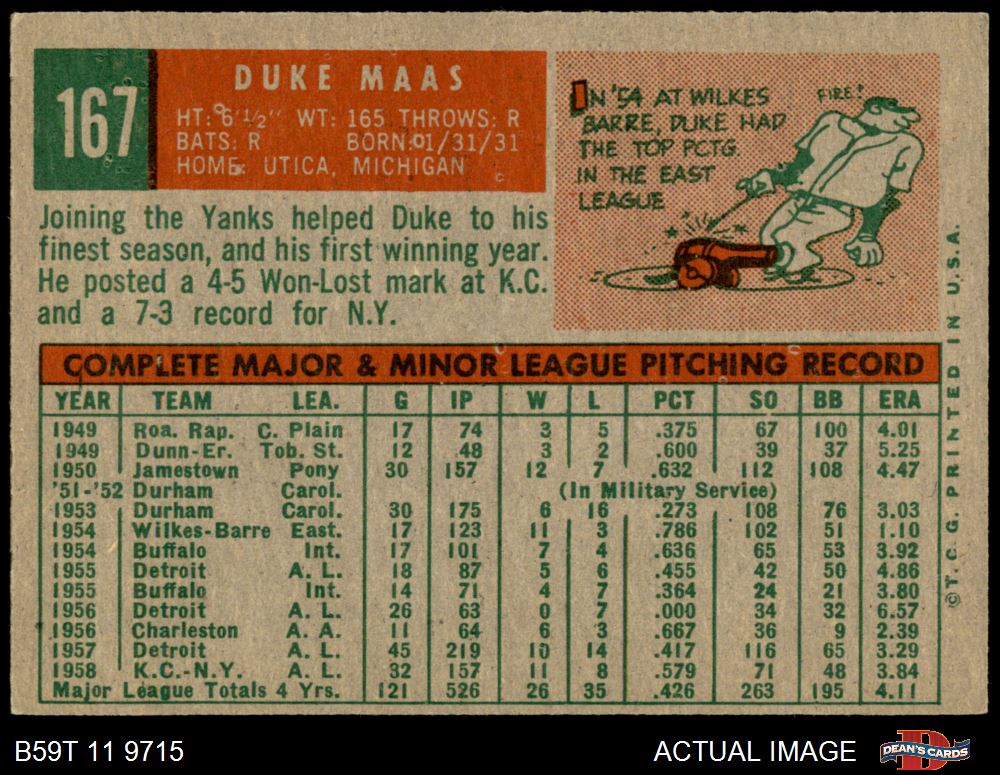 167
DUKE MAAS
HT: 6 1/2" WT: 165 THROWS: R
BATS: R BORN: 1/31/31
HOME: UTICA, MICHIGAN
Joining the Yanks helped Duke to his
finest season, and his first winning year.
He posted a 4-5 Won-Lost mark at K.C.
and a 7-3 record for N.Y.
IN '54 AT WILKES
BARRE, DUKE HAD
THE TOP PCTG.
IN THE EAST
LEAGUE
FIRE!
COMPLETE MAJOR & MINOR LEAGUE PITCHING RECORD
YEAR TEAM LEA. G IP W L PCT SO BB ERA
1949 Roa. Rap. C. Plain 17 74 3 5 .375 67 100 4.01
1949 Dunn-Er. Tob. St. 12 48 3 2 .600 39 37 5.25
1950 Jamestown Pony 30 157 12 7 .632 112 108 4.47
'51-'52 Durham Carol. (In Military Service)
1953 Durham Carol. 30 175 6 16 .273 108 76 3.03
1954 Wilkes-Barre East. 17 123 11 3 .786 102 51 1.10
1954 Buffalo Int. 17 101 7 4 .636 65 53 3.92
1955 Detroit A. L. 18 87 5 6 .455 42 50 4.86
1955 Buffalo Int. 14 71 4 7 .364 24 21 3.80
1956 Detroit A. L. 26 63 0 7 .000 34 32 6.57
1956 Charleston A. A. 11 64 6 3 .667 36 9 2.39
1957 Detroit A. L. 45 219 10 14 .417 116 65 3.29
1958 K.C.-N.Y. A. L. 32 157 11 8 .579 71 48 3.84
Major League Totals 4 Yrs. 121 526 26 35 .426 263 195 4.11
©T.C.G. PRINTED IN U.S.A.
B59T 11 9715
ACTUAL IMAGE
DEAN'S CARDS